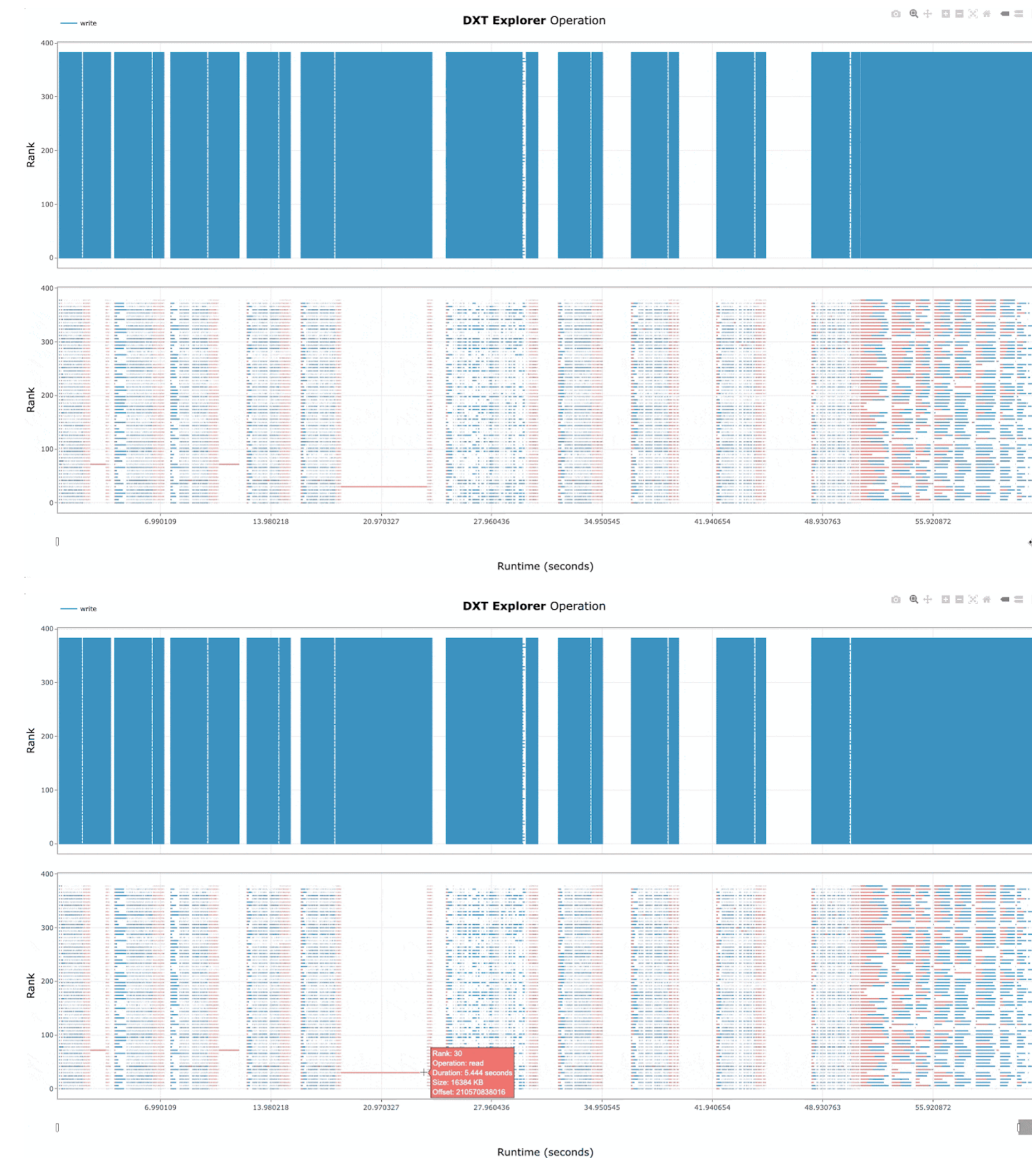 write
DXT Explorer Operation
400
300
200
100
0
Rank
400
300
200
100
0
Rank
6.990109 13.980218 20.970327 27.960436 34.950545 41.940654 48.930763 55.920872
Runtime (seconds)
write
DXT Explorer Operation
400
300
200
100
0
Rank
400
300
200
100
0
Rank
Rank: 30
Operation: read
Duration: 5.444 seconds
Size: 16384 KB
Offset: 210570838016
6.990109 13.980218 20.970327 27.960436 34.950545 41.940654 48.930763 55.920872
Runtime (seconds)